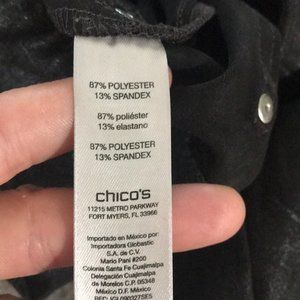 87% POLYESTER
13% SPANDEX
87% poliéster
13% elastano
87% POLYESTER
13% SPANDEX
chico's
11215 METRO PARKWAY
FORT MYERS, FL 33966
Importado en México por:
Importadora Globastic
S.A. de C.V.
Mario Pani #200
Colonia Santa Fe Cuajimalpa
Delegación Cuajimalpa
de Morelos C.P. 05348
México D.F. México